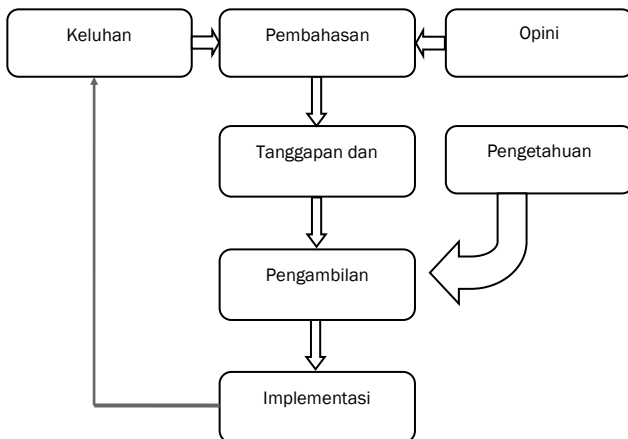 Keluhan
Pembahasan
Opini
Tanggapan dan
Pengetahuan
Pengambilan
Implementasi